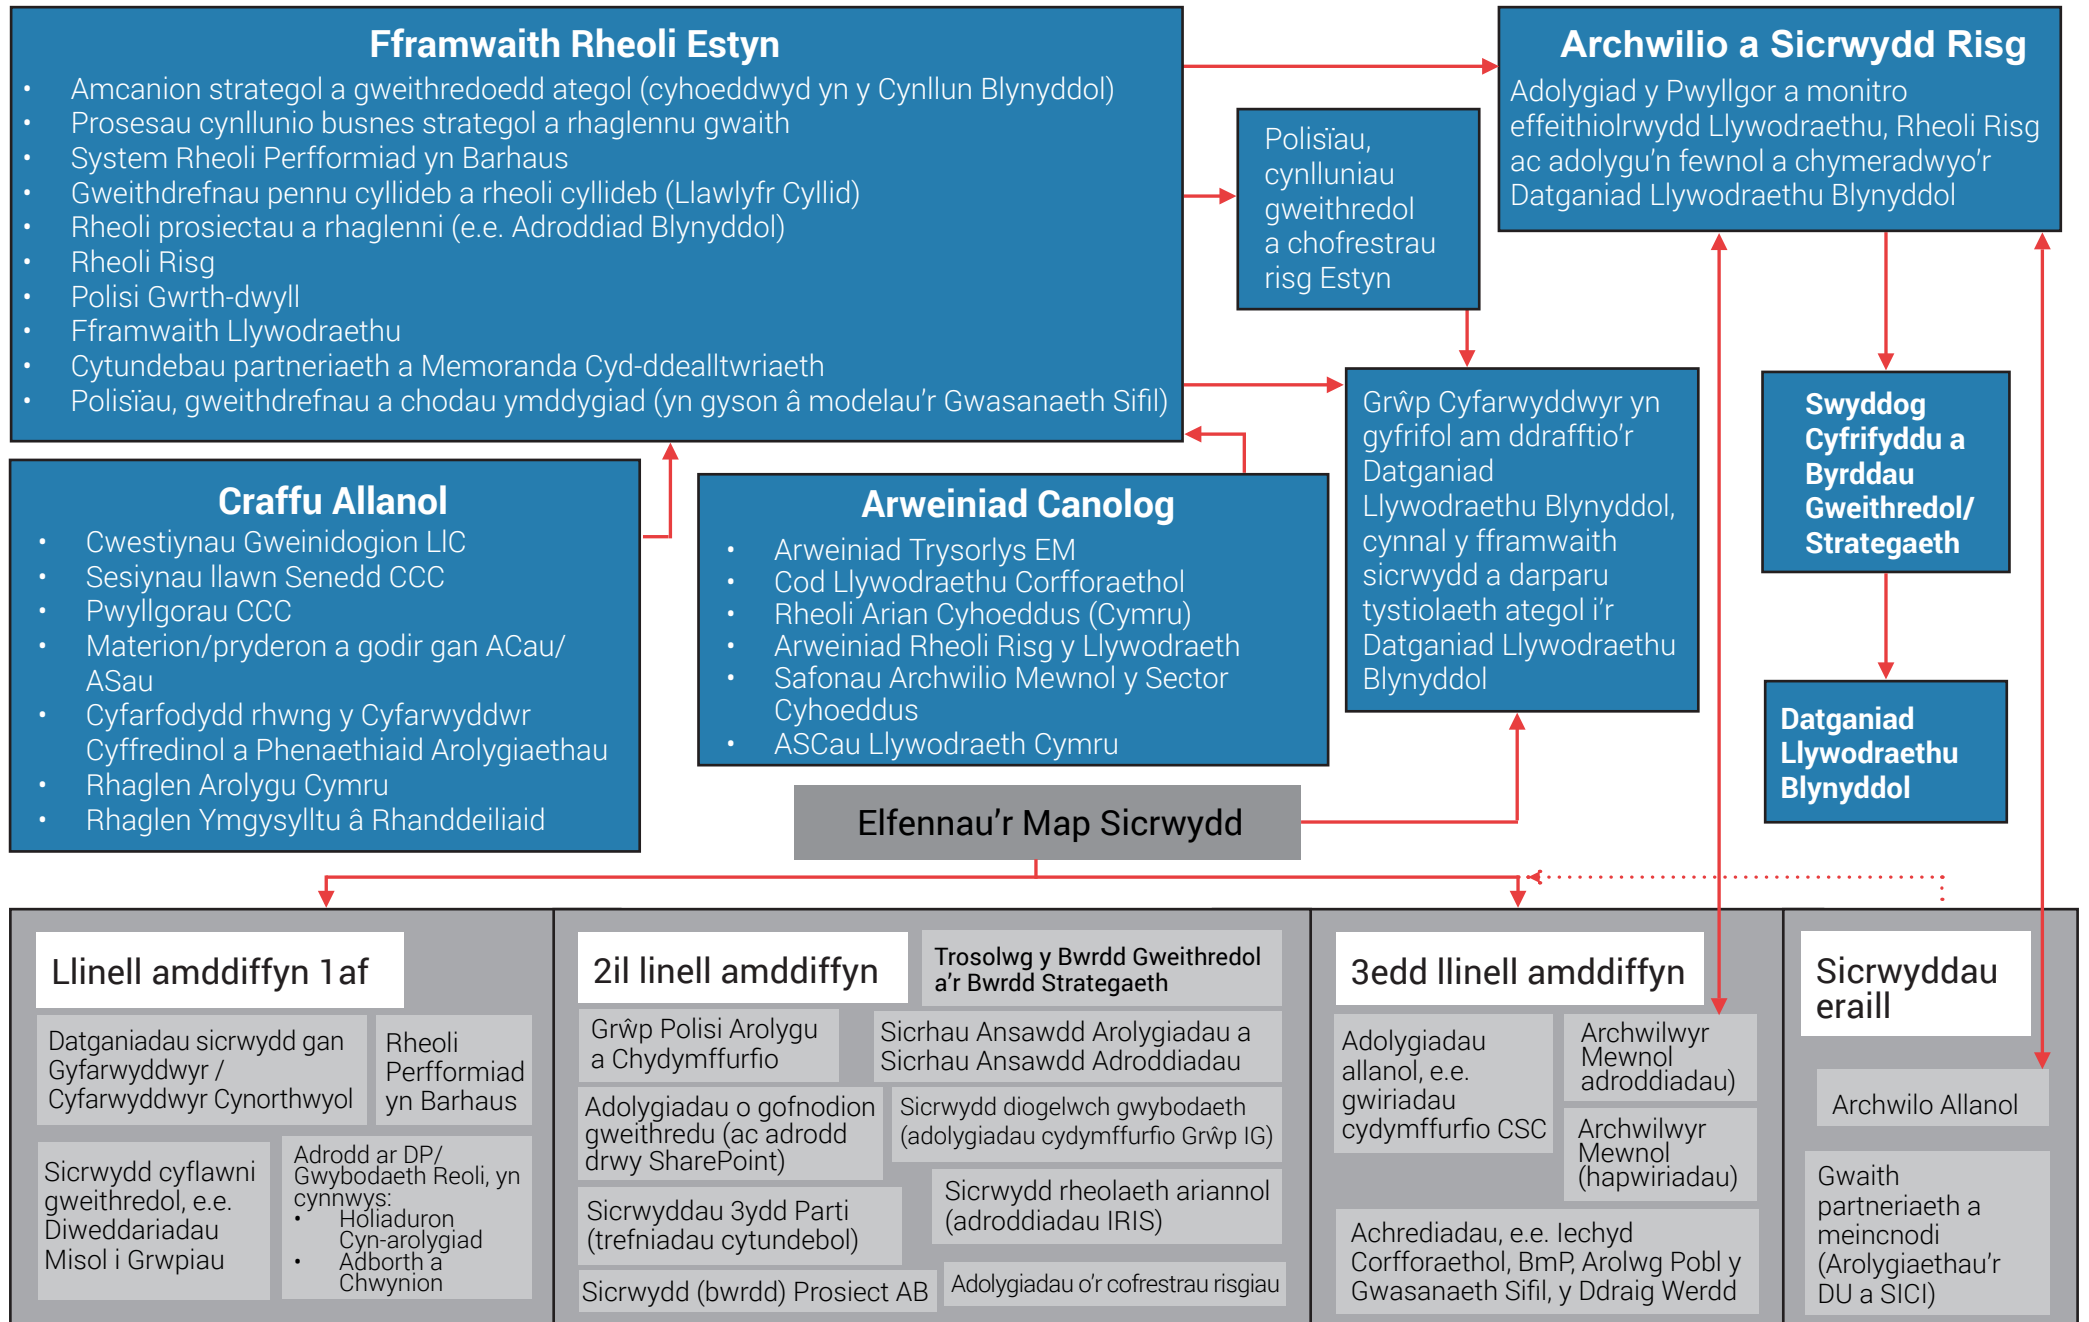 Fframwaith Rheoli Estyn
• Amcanion strategol a gweithredoedd ategol (cyhoeddwyd yn y Cynllun Blynyddol)
• Prosesau cynllunio busnes strategol a rhaglennu gwaith
• System Rheoli Perfformiad yn Barhaus
• Gweithdrefnau pennu cyllideb a rheoli cyllideb (Llawlyfr Cyllid)
• Rheoli prosiectau a rhaglenni (e.e. Adroddiad Blynyddol)
• Rheoli Risg
• Polisi Gwrth-dwyll
• Fframwaith Llywodraethu
• Cytundebau partneriaeth a Memoranda Cyd-ddealltwriaeth
• Polisïau, gweithdrefnau a chodau ymddygiad (yn gyson â modelau'r Gwasanaeth Sifil)
Polisïau,
cynlluniau
gweithredol
a chofrestrau
risg Estyn
Archwilio a Sicrwydd Risg
Adolygiad y Pwyllgor a monitro
effeithiolrwydd Llywodraethu, Rheoli Risg
ac adolygu’n fewnol a chymeradwyo’r
Datganiad Llywodraethu Blynyddol
Craffu Allanol
• Cwestiynau Gweinidogion LlC
• Sesiynau llawn Senedd CCC
• Pwyllgorau CCC
• Materion/pryderon a godir gan ACau/
ASau
• Cyfarfodydd rhwng y Cyfarwyddwr
Cyffredinol a Phenaethiaid Arolygiaethau
• Rhaglen Arolygu Cymru
• Rhaglen Ymgysylltu â Rhanddeiliaid
Arweiniad Canolog
• Arweiniad Trysorlys EM
• Cod Llywodraethu Corfforaethol
• Rheoli Arian Cyhoeddus (Cymru)
• Arweiniad Rheoli Risg y Llywodraeth
• Safonau Archwilio Mewnol y Sector
Cyhoeddus
• ASCau Llywodraeth Cymru
Grŵp Cyfarwyddwyr yn
gyfrifol am ddrafftio’r
Datganiad
Llywodraethu Blynyddol,
cynnal y fframwaith
sicrwydd a darparu
tystiolaeth ategol i’r
Datganiad Llywodraethu
Blynyddol
Swyddog
Cyfrifyddu a
Byrddau
Gweithredol/
Strategaeth
Datganiad
Llywodraethu
Blynyddol
Elfennau’r Map Sicrwydd
Llinell amddiffyn 1af
Datganiadau sicrwydd gan
Gyfarwyddwyr /
Cyfarwyddwyr Cynorthwyol
Rheoli
Perfformiad
yn Barhaus
Sicrwydd cyflawni
gweithredol, e.e.
Diweddariadau
Misol i Grwpiau
Adrodd ar DP/
Gwybodaeth Reoli, yn
cynnwys:
• Holiaduron
Cyn-arolygiad
• Adborth a
Chwynion
2il linell amddiffyn
Trosolwg y Bwrdd Gweithredol
a’r Bwrdd Strategaeth
Grŵp Polisi Arolygu
a Chydymffurfio
Sicrhau Ansawdd Arolygiadau a
Sicrhau Ansawdd Adroddiadau
Adolygiadau o gofnodion
gweithredu (ac adrodd
drwy SharePoint)
Sicrwydd diogelwch gwybodaeth
(adolygiadau cydymffurfio Grŵp IG)
Sicrwyddau 3ydd Parti
(trefniadau cytundebol)
Sicrwydd rheolaeth ariannol
(adroddiadau IRIS)
Sicrwydd (bwrdd) Prosiect AB
Adolygiadau o’r cofrestrau risgiau
3edd llinell amddiffyn
Adolygiadau
allanol, e.e.
gwiriadau
cydymffurfio CSC
Archwilwyr
Mewnol
adroddiadau)
Archwilwyr
Mewnol
(hapwiriadau)
Achrediadau, e.e. Iechyd
Corfforaethol, BmP, Arolwg Pobl y
Gwasanaeth Sifil, y Ddraig Werdd
Sicrwyddau
eraill
Archwilo Allanol
Gwaith
partneriaeth a
meincnodi
(Arolygiaethau’r
DU a SICI)